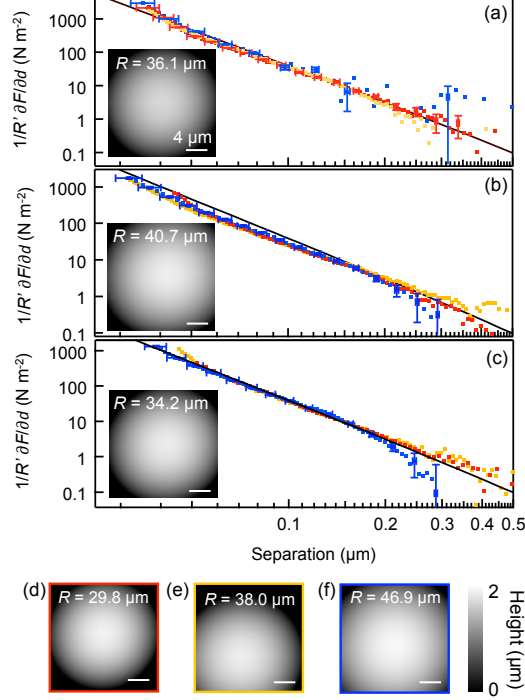 (a)
1/R' ∂F/∂d (N m⁻²)
1000
100
10
1
0.1
R = 36.1 μm
4 μm
(b)
1/R' ∂F/∂d (N m⁻²)
1000
100
10
1
0.1
R = 40.7 μm
(c)
1/R' ∂F/∂d (N m⁻²)
1000
100
10
1
0.1
R = 34.2 μm
0.1 0.2 0.3 0.4 0.5
Separation (μm)
(d) R = 29.8 μm
(e) R = 38.0 μm
(f) R = 46.9 μm
2
0
Height (μm)